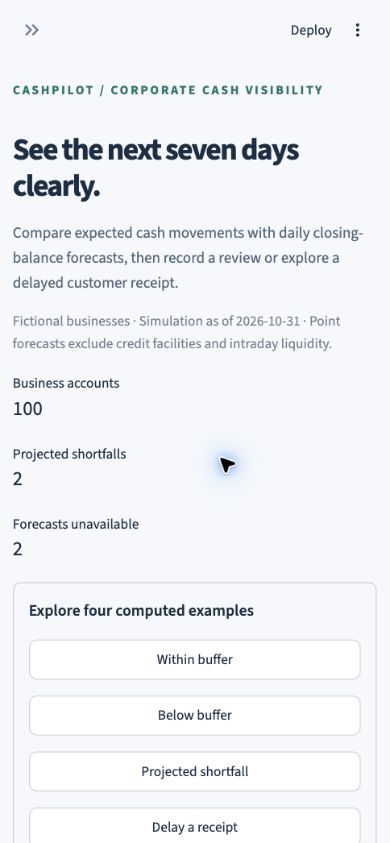 Deploy
CASHPILOT / CORPORATE CASH VISIBILITY
See the next seven days
clearly.
Compare expected cash movements with daily closing-
balance forecasts, then record a review or explore a
delayed customer receipt.
Fictional businesses · Simulation as of 2026-10-31 · Point
forecasts exclude credit facilities and intraday liquidity.
Business accounts
100
Projected shortfalls
2
Forecasts unavailable
2
Explore four computed examples
Within buffer
Below buffer
Projected shortfall
Delay a receipt